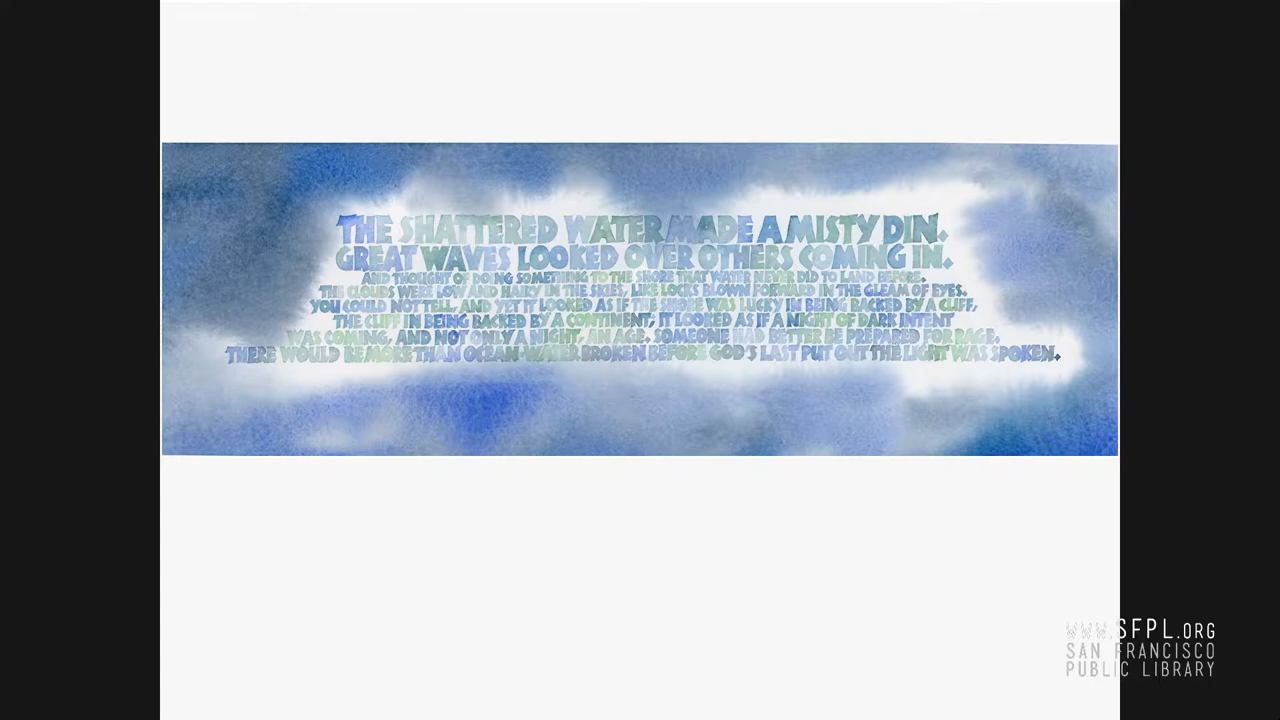 THE SHATTERED WATER MADE A MISTY DIN.
GREAT WAVES LOOKED OVER OTHERS COMING IN.
AND THOUGHT OF DOING SOMETHING TO THE SHORE THAT WATER NEVER DID TO LAND BEFORE.
THE CLOUDS WERE LOW AND HAIRY IN THE SKIES, LIKE LOCKS BLOWN FORWARD IN THE GLEAM OF EYES.
YOU COULD NOT TELL, AND YET IT LOOKED AS IF THE SHORE WAS LUCKY IN BEING BACKED BY A CLIFF,
THE CLIFF IN BEING BACKED BY A CONTINENT; IT LOOKED AS IF A NIGHT OF DARK INTENT
WAS COMING, AND NOT ONLY A NIGHT, AN AGE. SOMEONE HAD BETTER BE PREPARED FOR RAGE.
THERE WOULD BE MORE THAN OCEAN-WATER BROKEN BEFORE GOD'S LAST PUT OUT THE LIGHT WAS SPOKEN.
WWW.SFPL.ORG
SAN FRANCISCO
PUBLIC LIBRARY